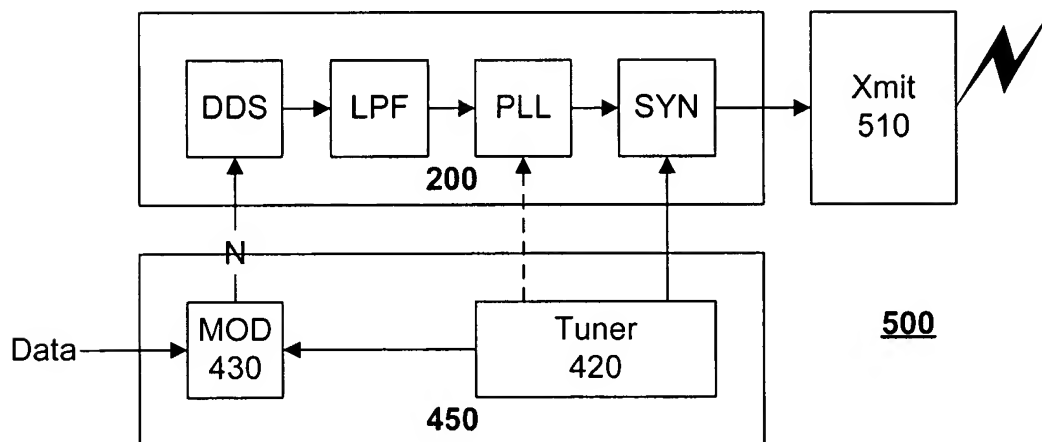 DDS
LPF
PLL
SYN
200
Xmit
510
N
Data
MOD
430
Tuner
420
450
500